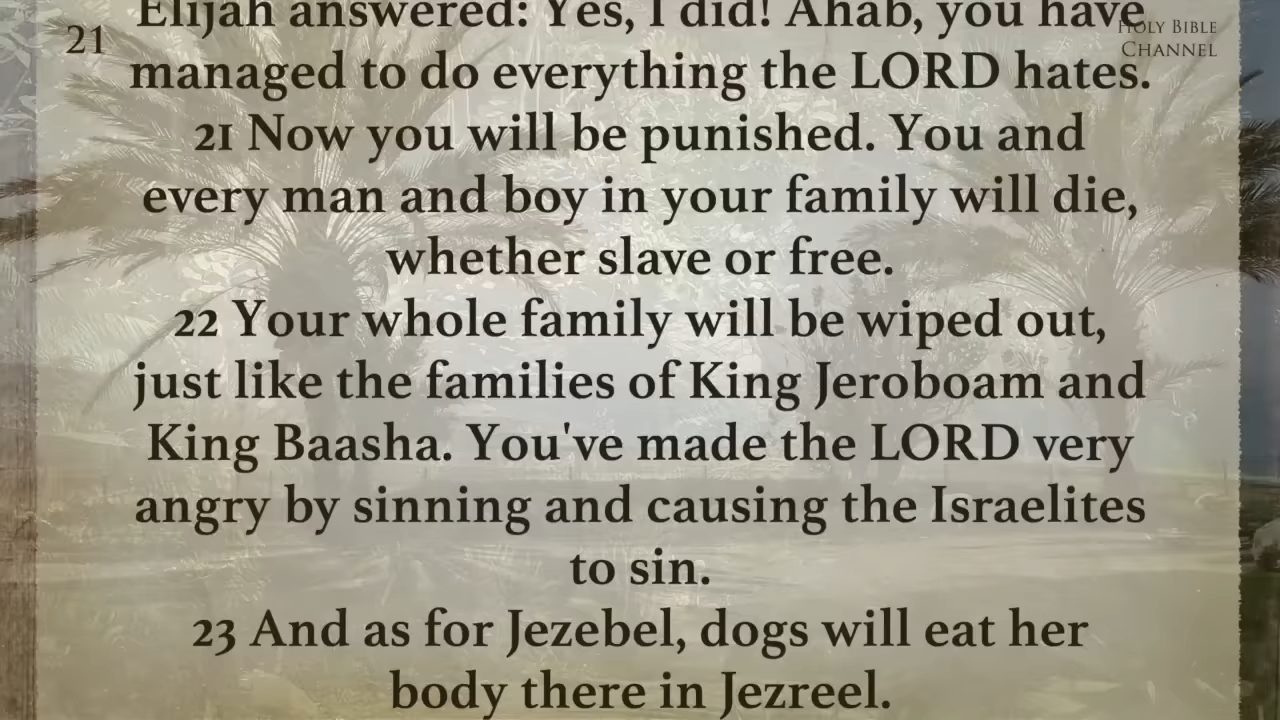 Elijah answered: Yes, I did! Ahab, you have
21
HOLY BIBLE
CHANNEL
managed to do everything the LORD hates.
21 Now you will be punished. You and
every man and boy in your family will die,
whether slave or free.
22 Your whole family will be wiped out,
just like the families of King Jeroboam and
King Baasha. You've made the LORD very
angry by sinning and causing the Israelites
to sin.
23 And as for Jezebel, dogs will eat her
body there in Jezreel.